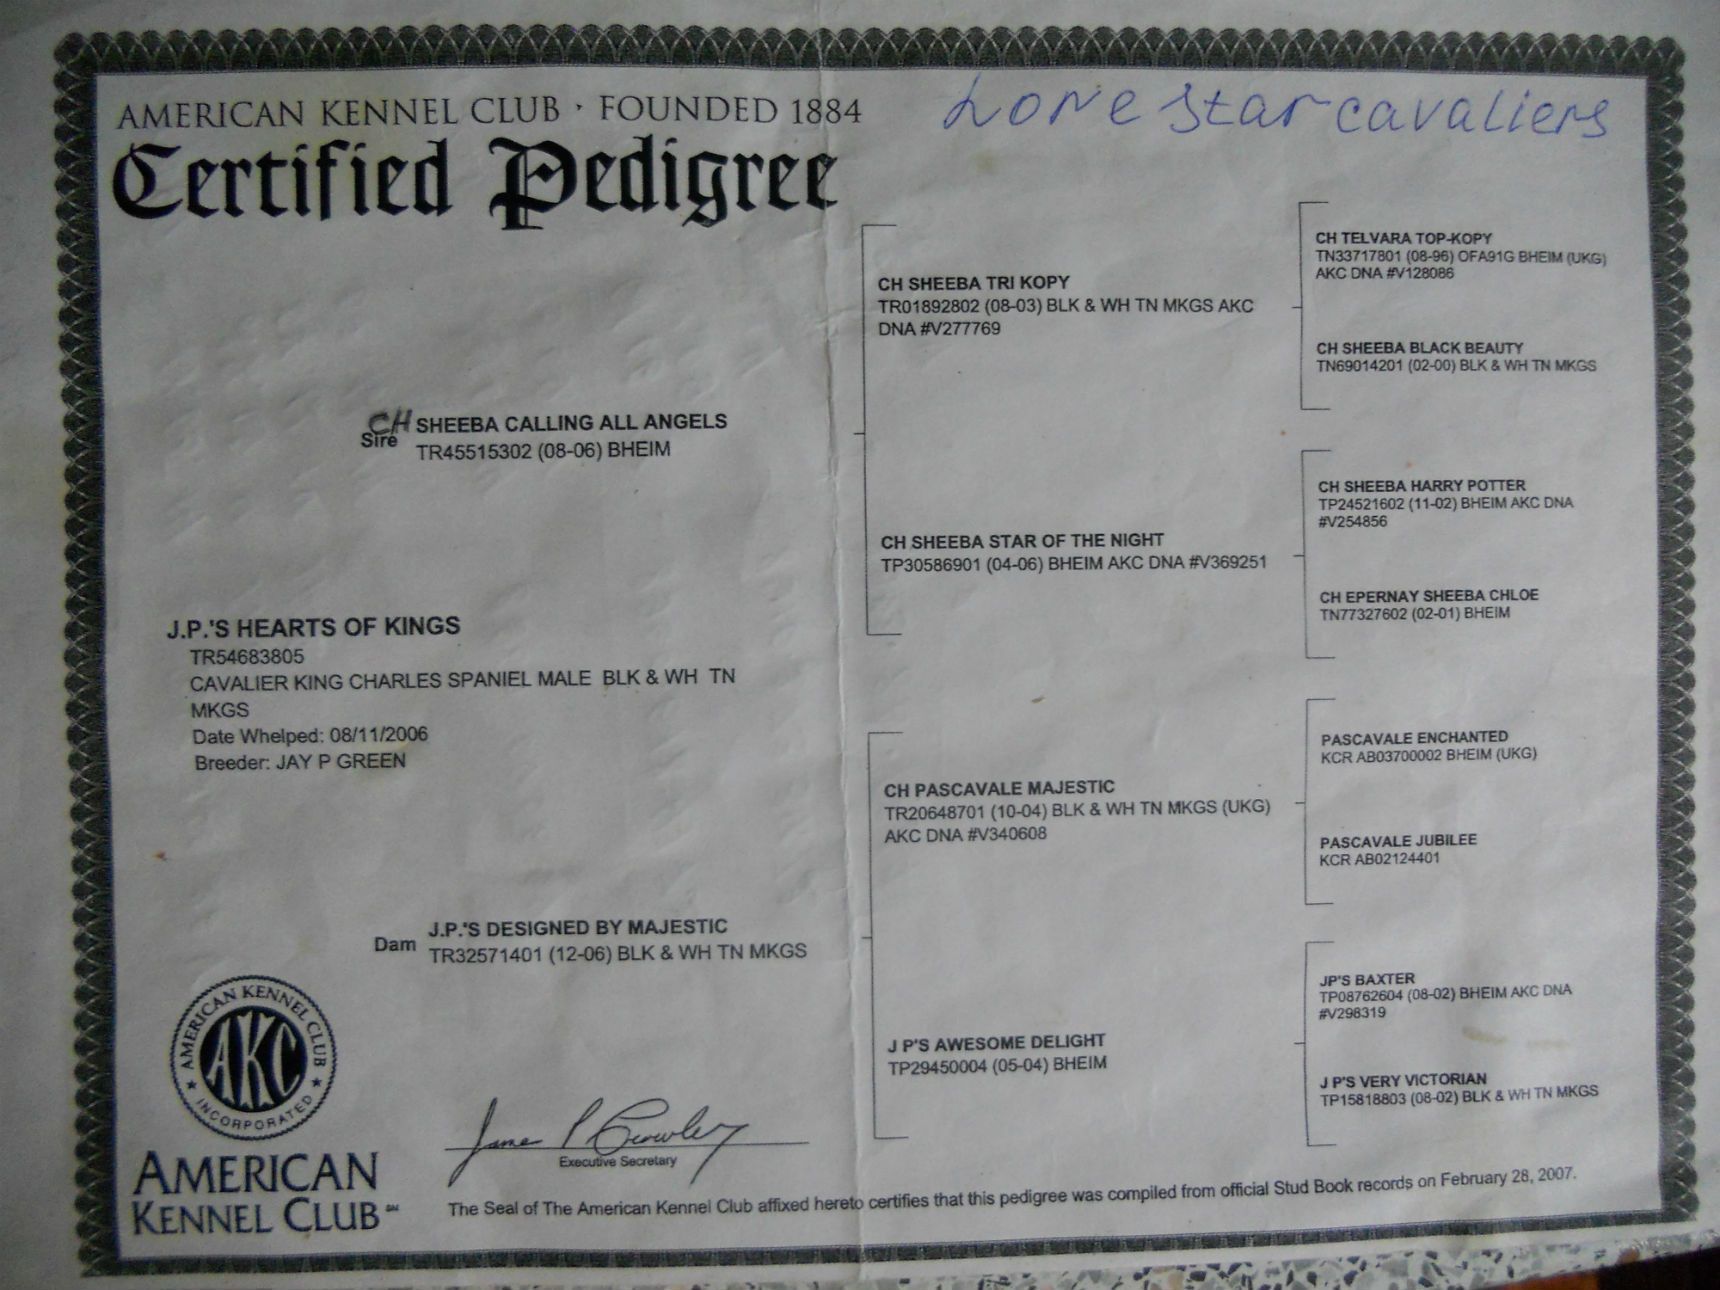 AMERICAN KENNEL CLUB · FOUNDED 1884
Lone Star cavaliers
Certified Pedigree
CH TELVARA TOP-KOPY
TN33717801 (08-96) OFA91G BHEIM (UKG)
AKC DNA #V128086
CH SHEEBA TRI KOPY
TR01892802 (08-03) BLK & WH TN MKGS AKC
DNA #V277769
CH SHEEBA BLACK BEAUTY
TN69014201 (02-00) BLK & WH TN MKGS
CH SHEEBA CALLING ALL ANGELS
Sire TR45515302 (08-06) BHEIM
CH SHEEBA HARRY POTTER
TP24521602 (11-02) BHEIM AKC DNA
#V254856
CH SHEEBA STAR OF THE NIGHT
TP30586901 (04-06) BHEIM AKC DNA #V369251
CH EPERNAY SHEEBA CHLOE
TN77327602 (02-01) BHEIM
J.P.'S HEARTS OF KINGS
TR54683805
CAVALIER KING CHARLES SPANIEL MALE BLK & WH TN
MKGS
Date Whelped: 08/11/2006
Breeder: JAY P GREEN
PASCAVALE ENCHANTED
KCR AB03700002 BHEIM (UKG)
CH PASCAVALE MAJESTIC
TR20648701 (10-04) BLK & WH TN MKGS (UKG)
AKC DNA #V340608
PASCAVALE JUBILEE
KCR AB02124401
J.P.'S DESIGNED BY MAJESTIC
Dam TR32571401 (12-06) BLK & WH TN MKGS
JP'S BAXTER
TP08762604 (08-02) BHEIM AKC DNA
#V298319
J P'S AWESOME DELIGHT
TP29450004 (05-04) BHEIM
J P'S VERY VICTORIAN
TP15818803 (08-02) BLK & WH TN MKGS
AMERICAN KENNEL CLUB
AKC
INCORPORATED
AMERICAN
KENNEL CLUB SM
James P Crowley
Executive Secretary
The Seal of The American Kennel Club affixed hereto certifies that this pedigree was compiled from official Stud Book records on February 28, 2007.